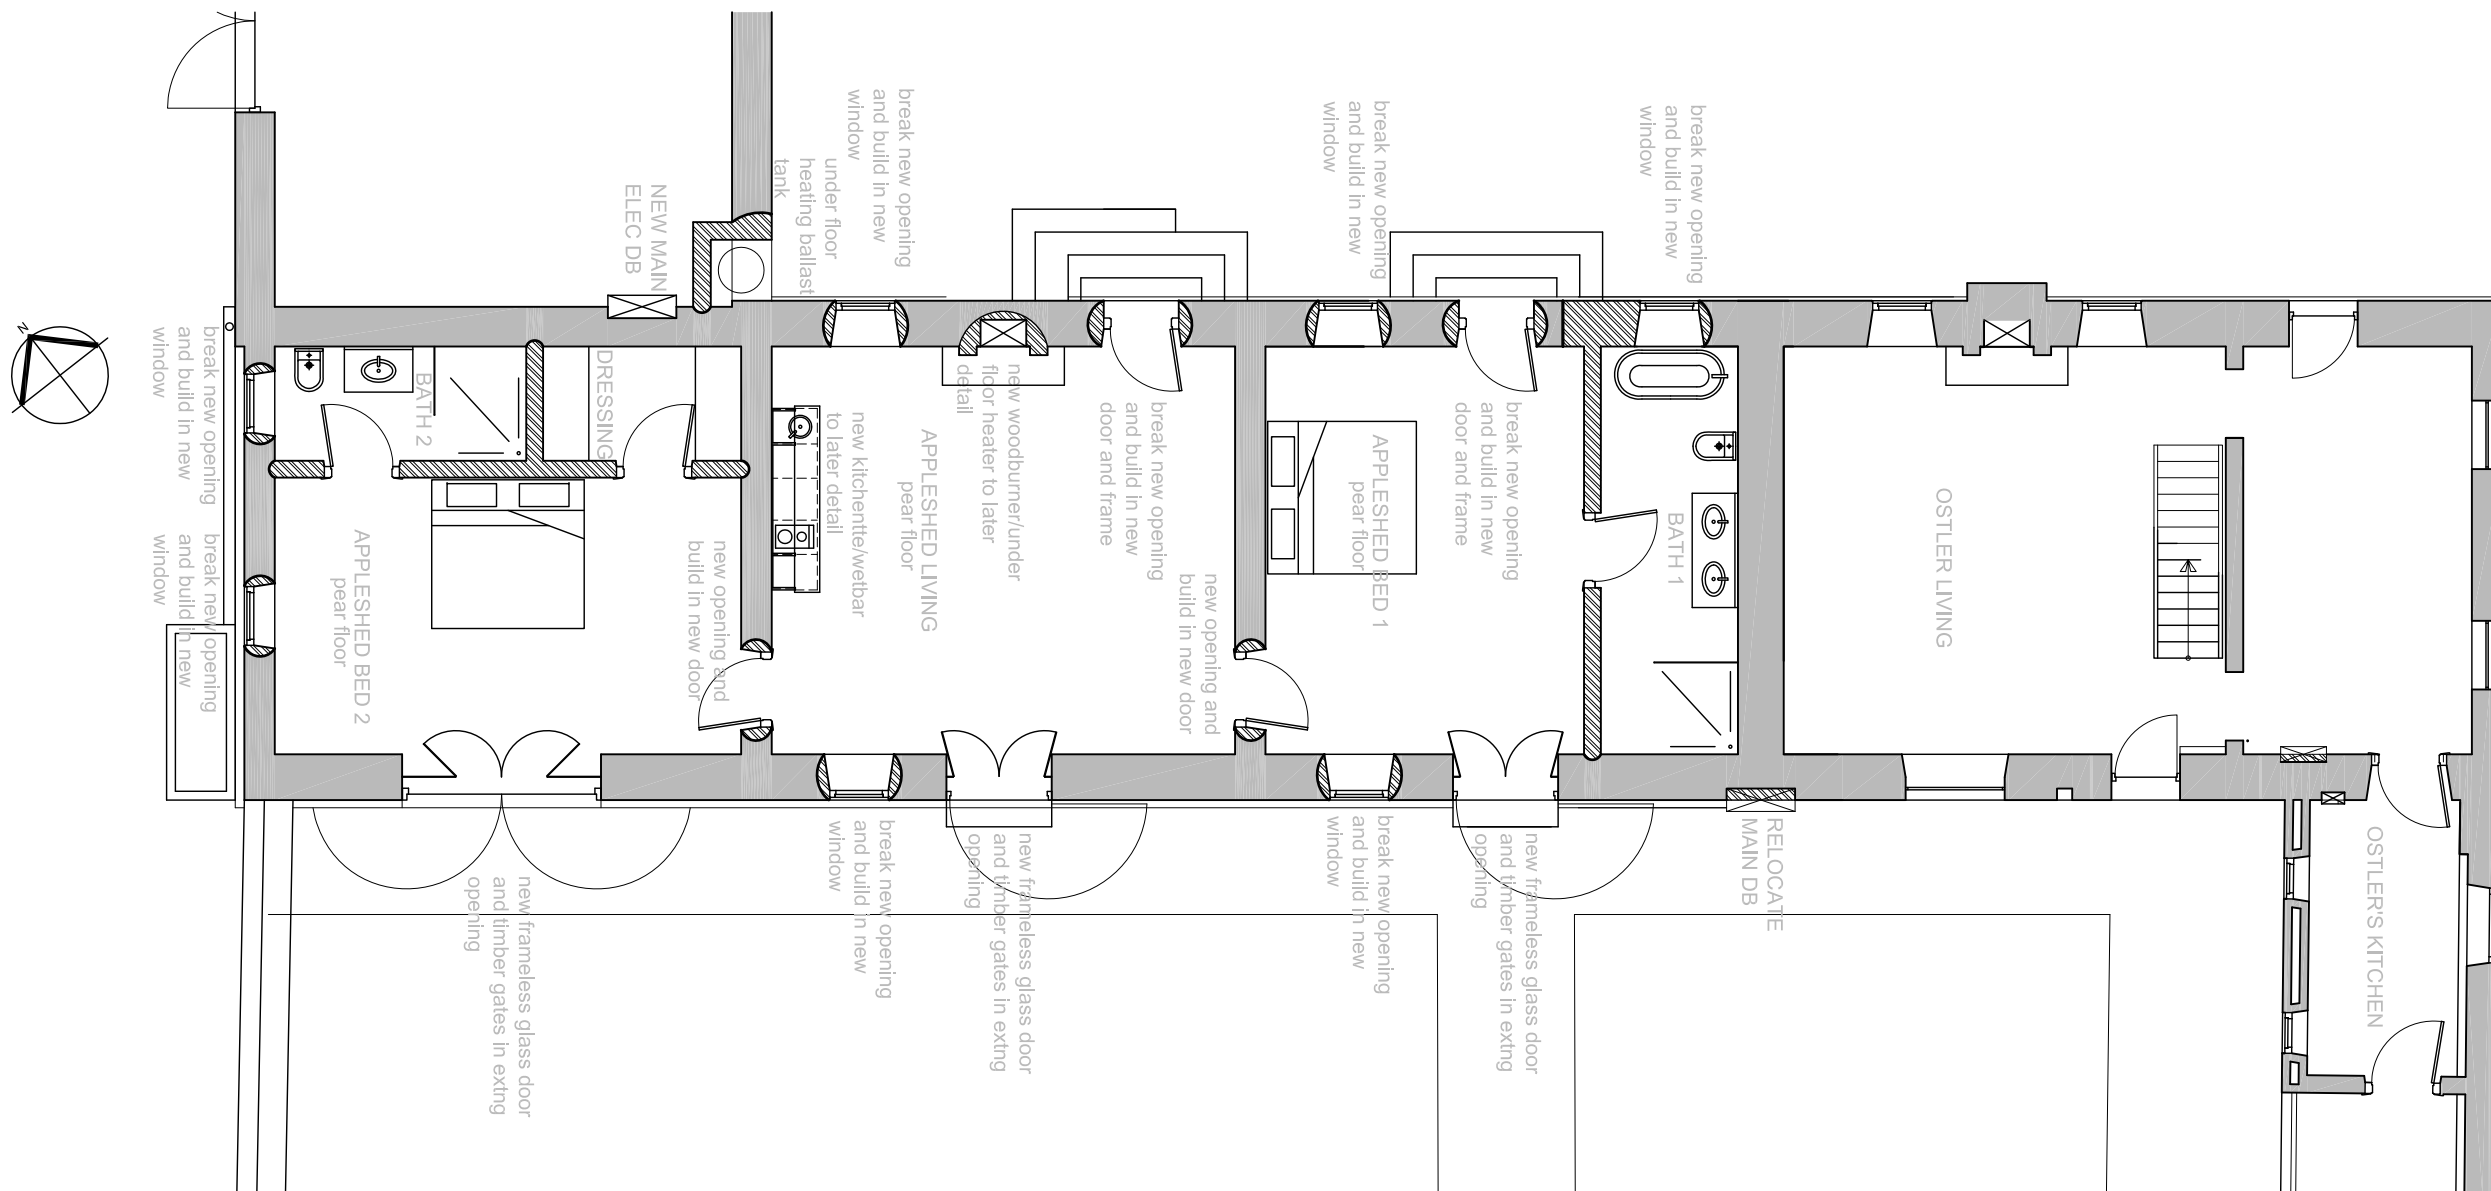 N
break new opening
and build in new
window
break new opening
and build in new
window
BATH 2
DRESSING
NEW MAIN
ELEC DB
under floor
heating ballast
tank
break new opening
and build in new
window
break new opening
and build in new
window
break new opening
and build in new
window
APPLESHED BED 2
pear floor
new opening and
build in new door
new kitchentte/wetbar
to later detail
APPLESHED LIVING
pear floor
new woodburner/under
floor heater to later
detail
break new opening
and build in new
door and frame
new opening and
build in new door
APPLESHED BED 1
pear floor
break new opening
and build in new
door and frame
BATH 1
OSTLER LIVING
new frameless glass door
and timber gates in extng
opening
break new opening
and build in new
window
new frameless glass door
and timber gates in extng
opening
break new opening
and build in new
window
new frameless glass door
and timber gates in extng
opening
RELOCATE
MAIN DB
OSTLER'S KITCHEN